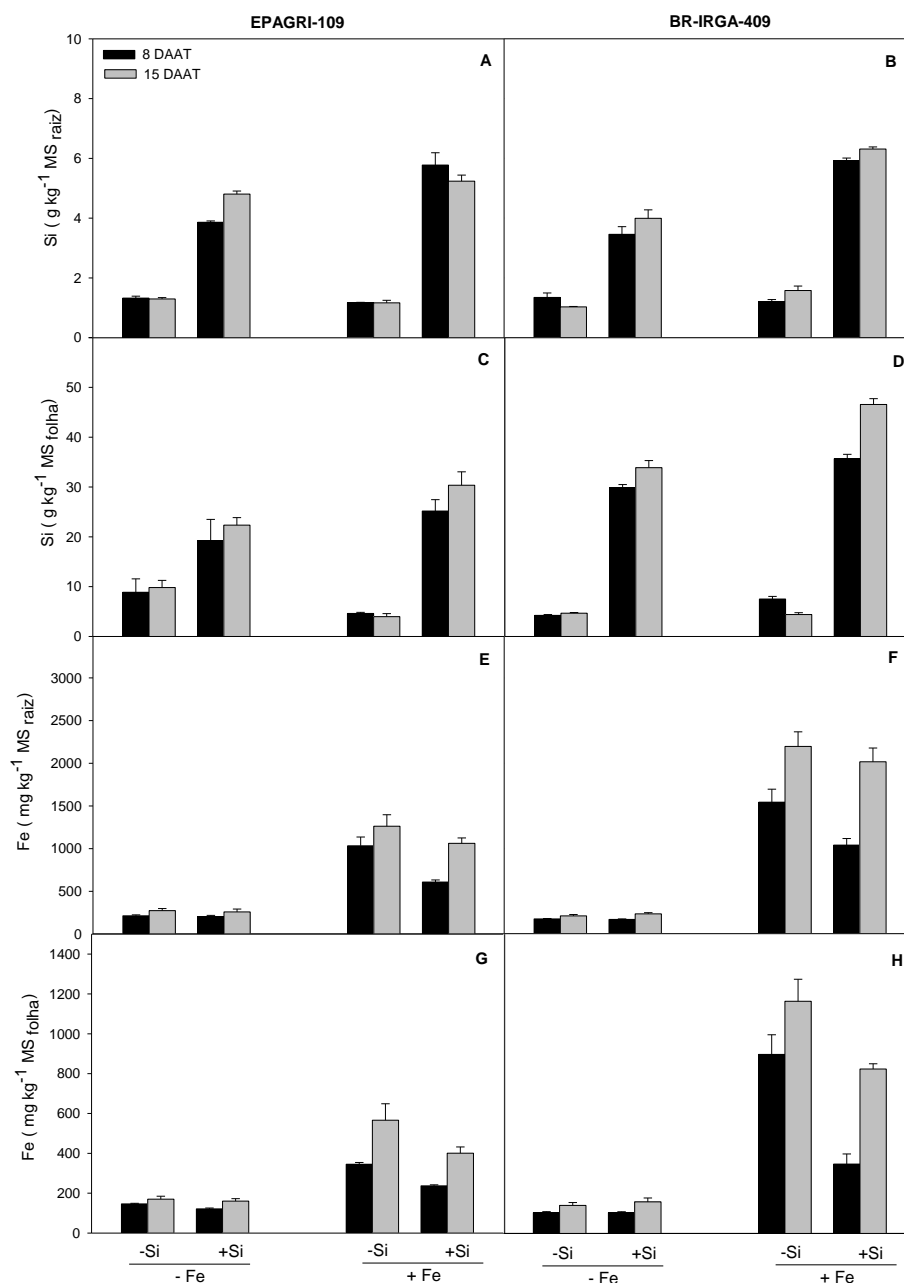 EPAGRI-109
BR-IRGA-409
10
8
6
4
2
0
Si ( g kg⁻¹ MS raiz)
8 DAAT
15 DAAT
A
B
50
40
30
20
10
0
Si ( g kg⁻¹ MS folha)
C
D
3000
2500
2000
1500
1000
500
0
Fe ( mg kg⁻¹ MS raiz)
E
F
1400
1200
1000
800
600
400
200
0
Fe ( mg kg⁻¹ MS folha)
G
H
-Si +Si -Si +Si -Si +Si -Si +Si
- Fe + Fe - Fe + Fe